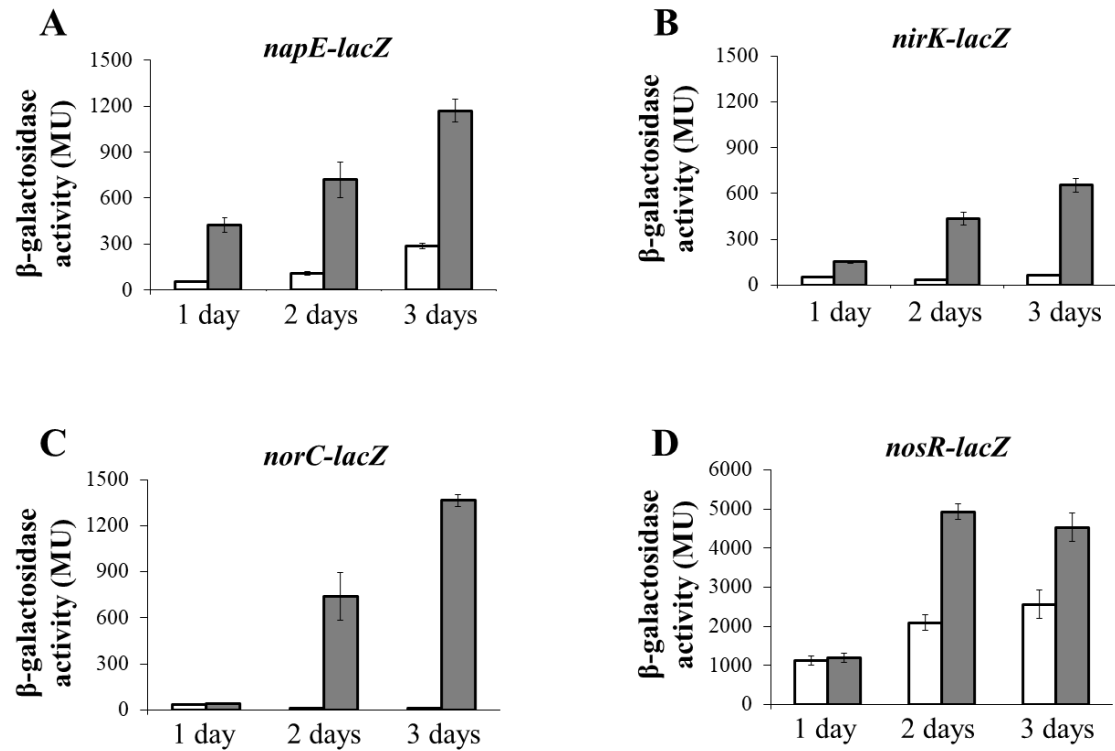 A
napE-lacZ
β-galactosidase
activity (MU)
1500
1200
900
600
300
0
1 day
2 days
3 days
B
nirK-lacZ
β-galactosidase
activity (MU)
1500
1200
900
600
300
0
1 day
2 days
3 days
C
norC-lacZ
β-galactosidase
activity (MU)
1500
1200
900
600
300
0
1 day
2 days
3 days
D
nosR-lacZ
β-galactosidase
activity (MU)
6000
5000
4000
3000
2000
1000
0
1 day
2 days
3 days